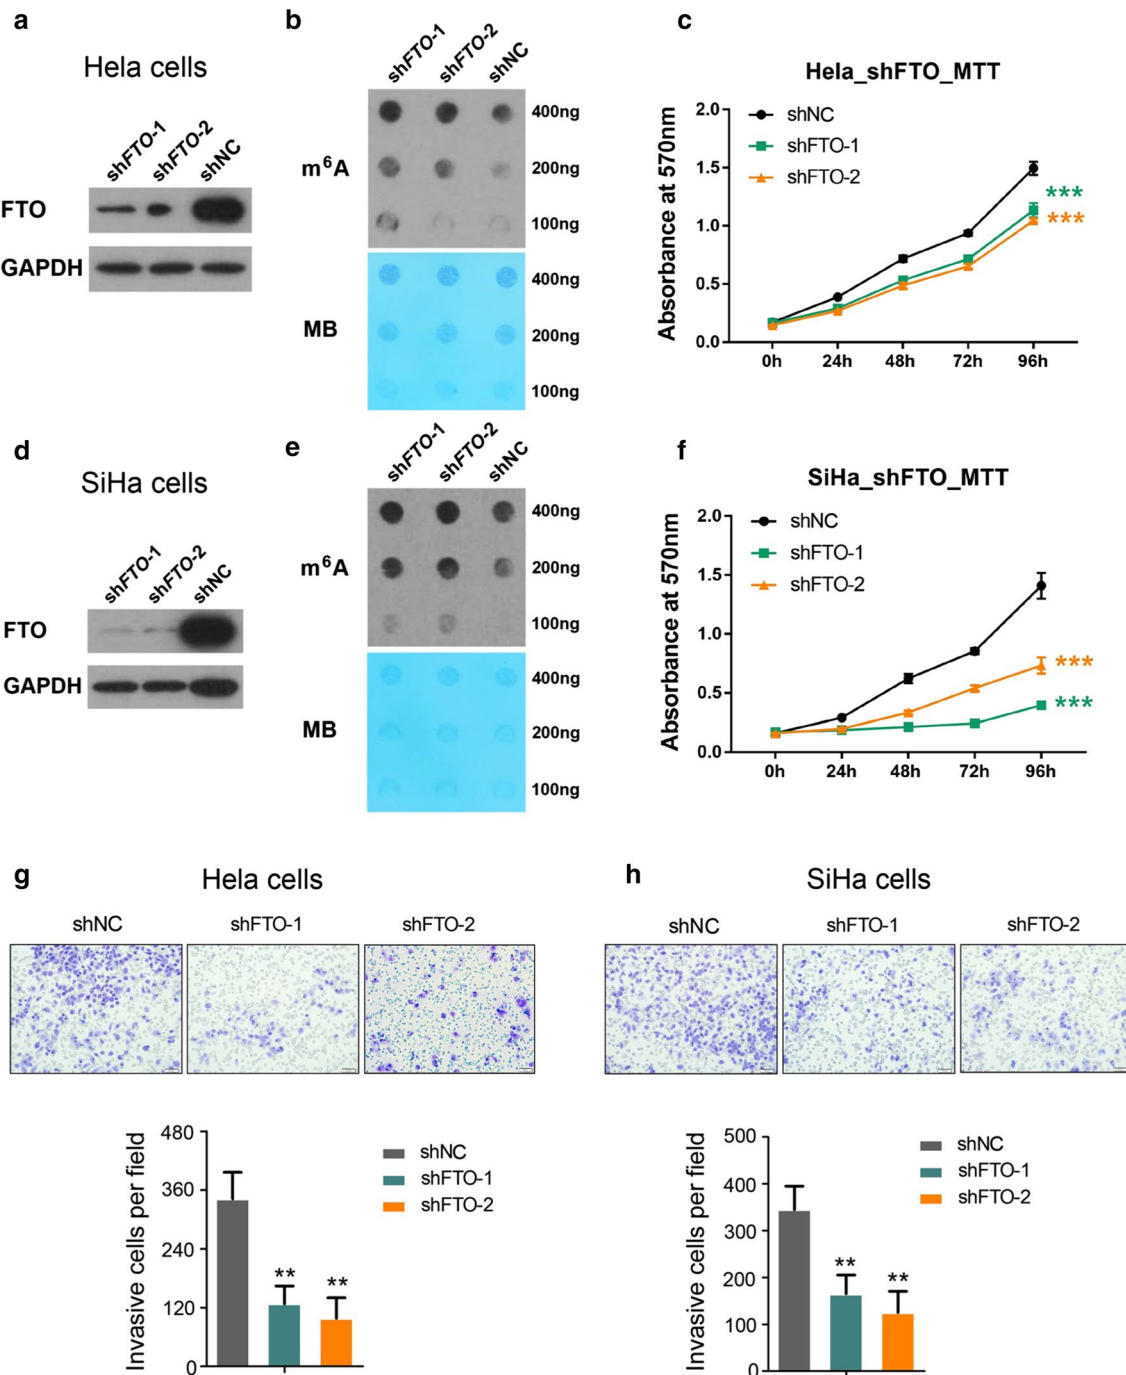 a
Hela cells
shFTO-1 shFTO-2 shNC
FTO
GAPDH
b
shFTO-1 shFTO-2 shNC
m⁶A
400ng
200ng
100ng
MB
400ng
200ng
100ng
c
Hela_shFTO_MTT
Absorbance at 570nm
2.0
1.5
1.0
0.5
0.0
shNC
shFTO-1
shFTO-2
***
***
0h 24h 48h 72h 96h
d
SiHa cells
shFTO-1 shFTO-2 shNC
FTO
GAPDH
e
shFTO-1 shFTO-2 shNC
m⁶A
400ng
200ng
100ng
MB
400ng
200ng
100ng
f
SiHa_shFTO_MTT
Absorbance at 570nm
2.0
1.5
1.0
0.5
0.0
shNC
shFTO-1
shFTO-2
***
***
0h 24h 48h 72h 96h
g
Hela cells
shNC shFTO-1 shFTO-2
Invasive cells per field
480
360
240
120
0
** **
shNC
shFTO-1
shFTO-2
h
SiHa cells
shNC shFTO-1 shFTO-2
Invasive cells per field
500
400
300
200
100
0
** **
shNC
shFTO-1
shFTO-2